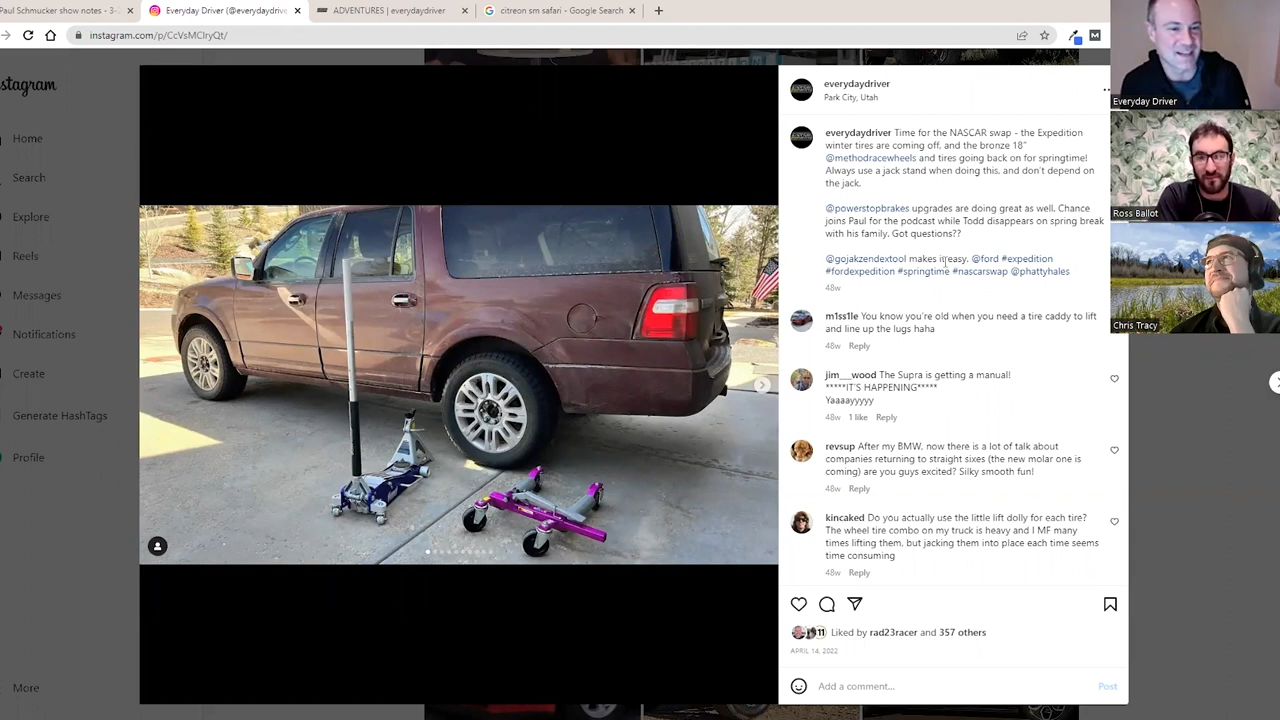 Paul Schmucker show notes - 3-
Everyday Driver (@everydaydrive
ADVENTURES | everydaydriver
citreon sm safari - Google Search
instagram.com/p/CcVsMCIryQt/
nstagram
Home
Search
Explore
Reels
Messages
Notifications
Create
Generate HashTags
Profile
More
everydaydriver
Park City, Utah
everydaydriver Time for the NASCAR swap - the Expedition
winter tires are coming off, and the bronze 18"
@methodracewheels and tires going back on for springtime!
Always use a jack stand when doing this, and don't depend on
the jack.
@powerstopbrakes upgrades are doing great as well. Chance
joins Paul for the podcast while Todd disappears on spring break
with his family. Got questions??
@gojakzendextool makes it easy. @ford #expedition
#fordexpedition #springtime #nascarswap @phattyhales
48w
m1ss1le You know you're old when you need a tire caddy to lift
and line up the lugs haha
48w Reply
jim___wood The Supra is getting a manual!
*****IT'S HAPPENING*****
Yaaaayyyyy
48w 1 like Reply
revsup After my BMW, now there is a lot of talk about
companies returning to straight sixes (the new molar one is
coming) are you guys excited? Silky smooth fun!
48w Reply
kincaked Do you actually use the little lift dolly for each tire?
The wheel tire combo on my truck is heavy and I MF many
times lifting them, but jacking them into place each time seems
time consuming
48w Reply
Liked by rad23racer and 357 others
APRIL 14, 2022
Add a comment...
Post
Everyday Driver
Ross Ballot
Chris Tracy